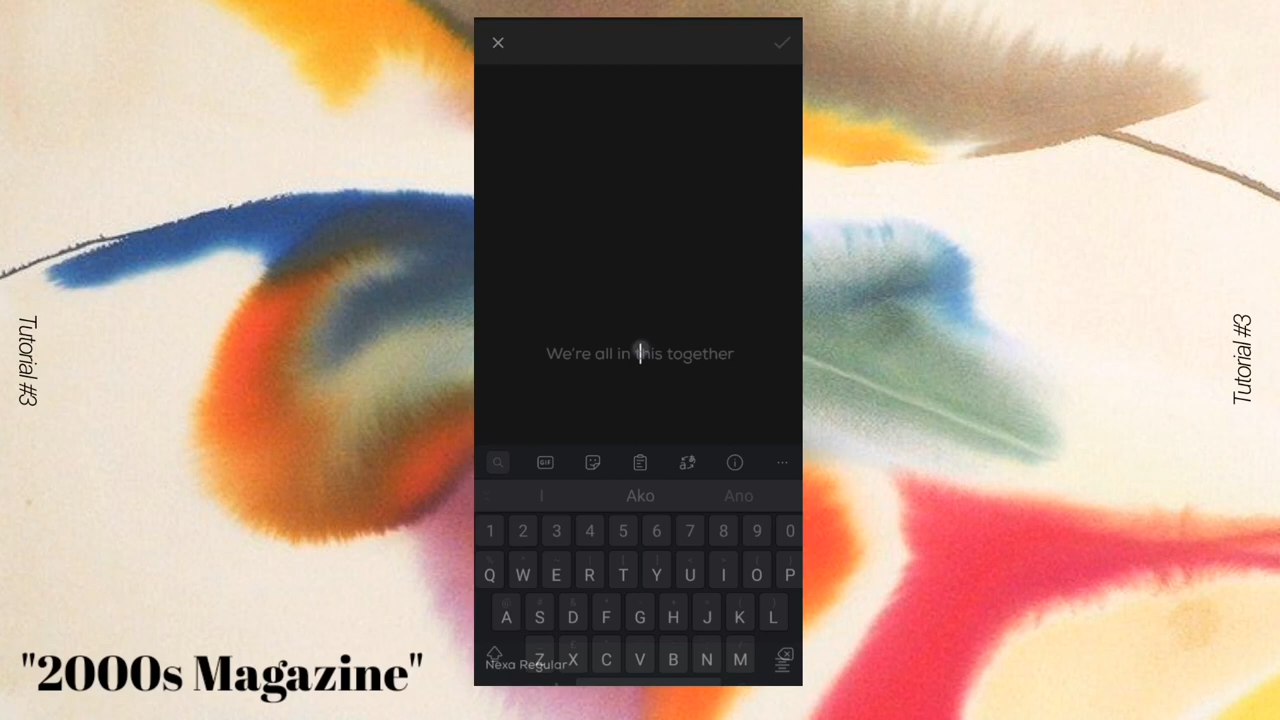 We're all in this together
GIF
I Ako Ano
1 2 3 4 5 6 7 8 9 0
Q W E R T Y U I O P
A S D F G H J K L
Z X C V B N M
Nexa Regular
Tutorial #3
Tutorial #3
"2000s Magazine"